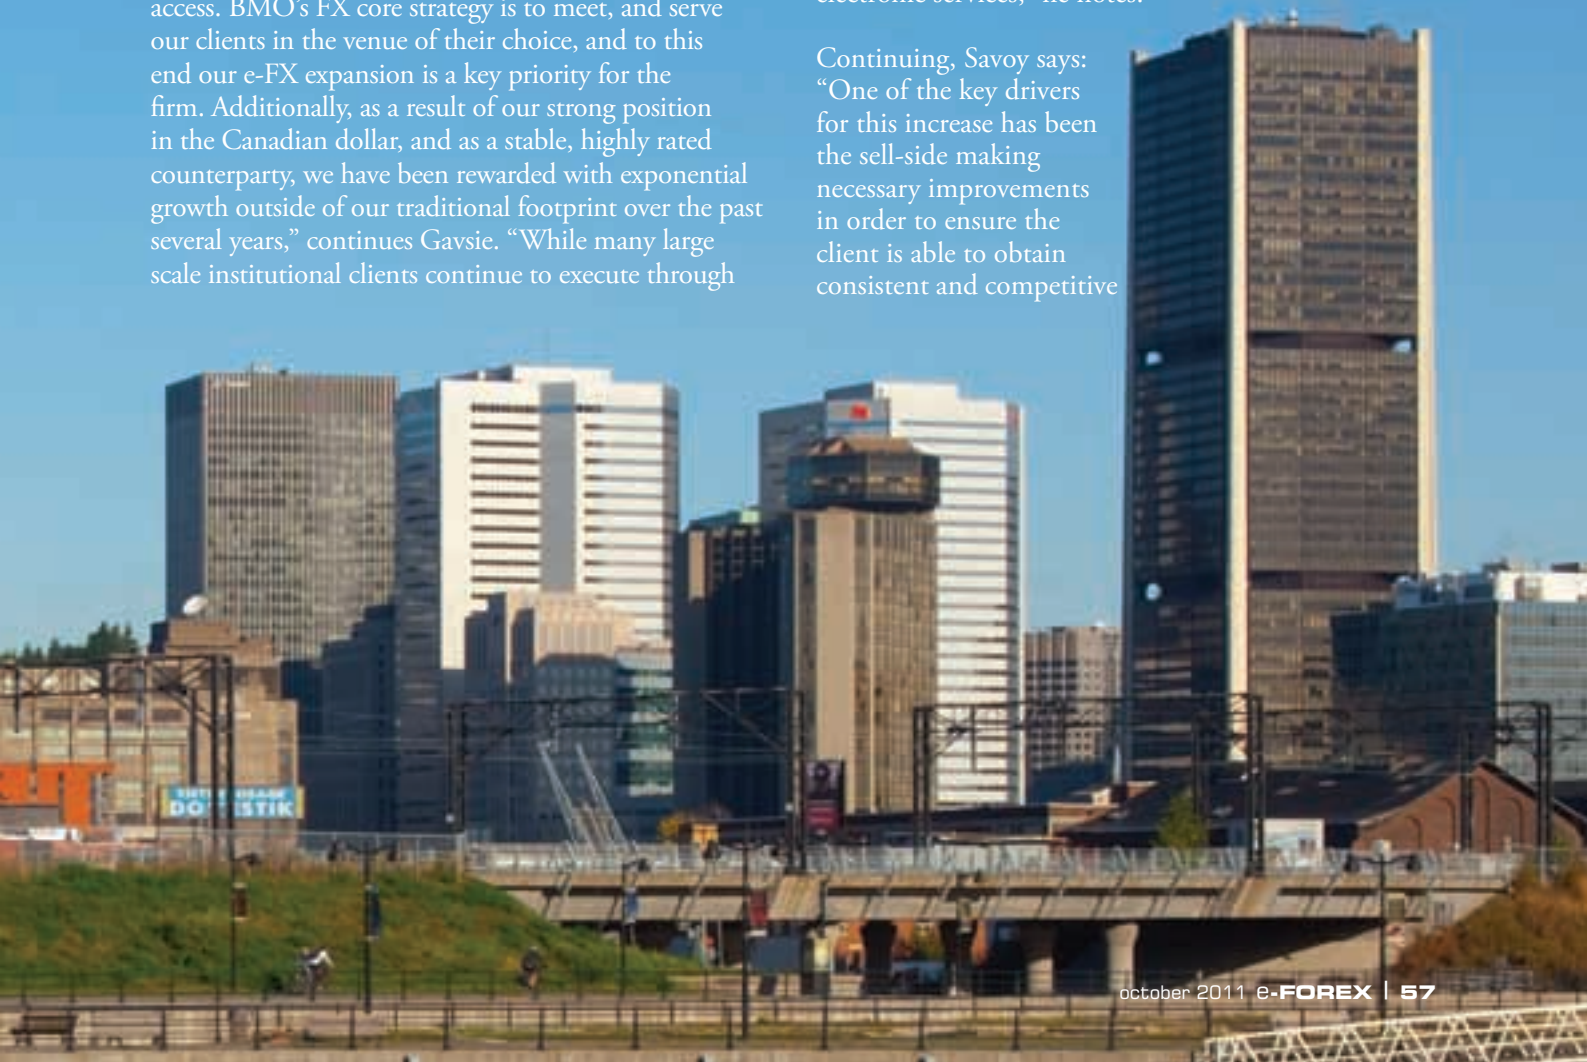 access. BMO’s FX core strategy is to meet, and serve
our clients in the venue of their choice, and to this
end our e-FX expansion is a key priority for the
firm. Additionally, as a result of our strong position
in the Canadian dollar, and as a stable, highly rated
counterparty, we have been rewarded with exponential
growth outside of our traditional footprint over the past
several years,” continues Gavsie. “While many large
scale institutional clients continue to execute through
electronic services,” he notes.
Continuing, Savoy says:
“One of the key drivers
for this increase has been
the sell-side making
necessary improvements
in order to ensure the
client is able to obtain
consistent and competitive
october 2011 e-FOREX | 57